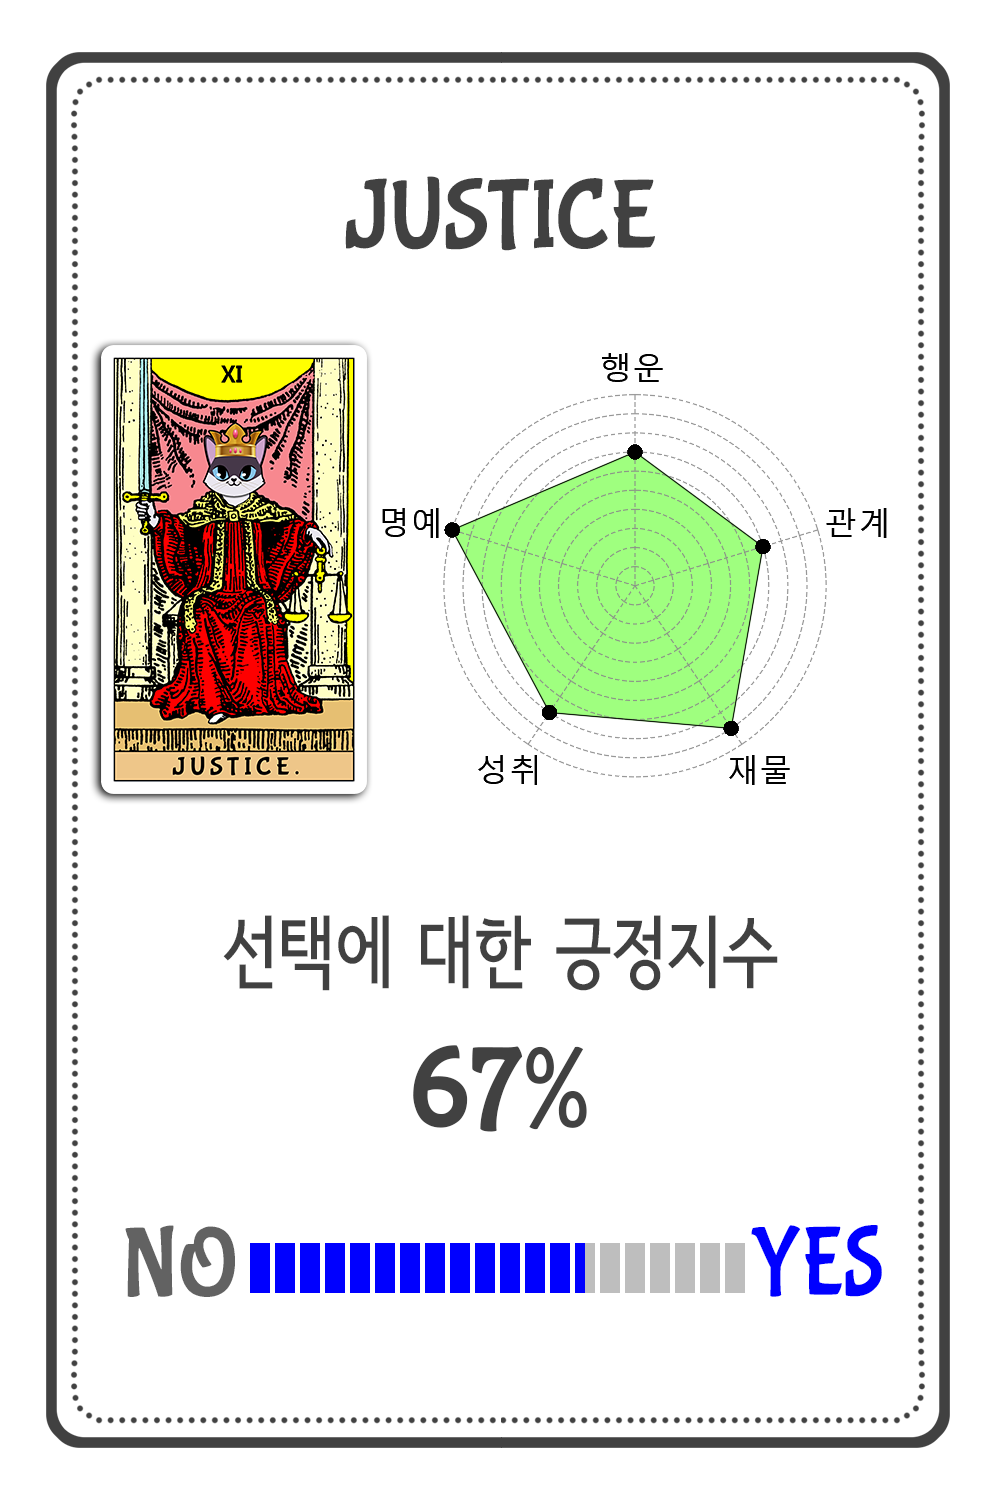 JUSTICE
XI
JUSTICE.
행운
명예
관계
성취
재물
선택에 대한 긍정지수
67%
NO
YES